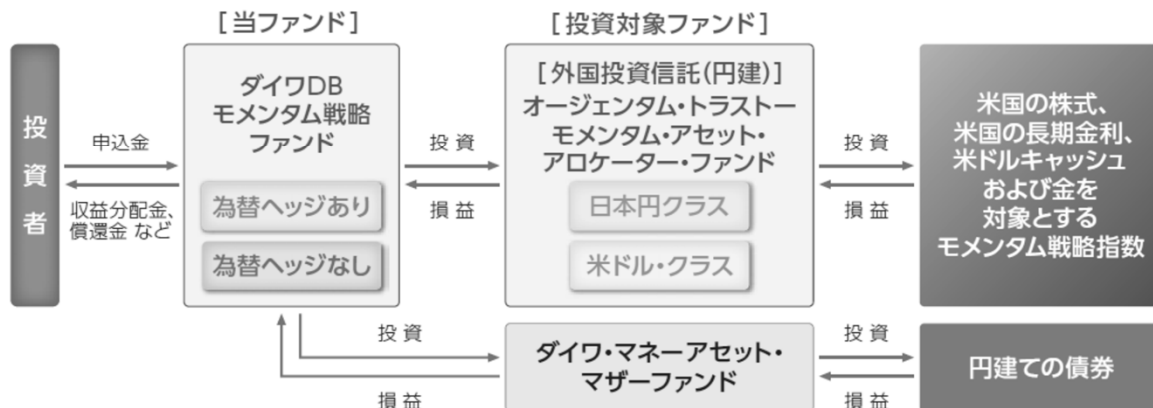 [当ファンド]
[投資対象ファンド]
投資者
申込金
収益分配金、
償還金 など
ダイワDB
モメンタム戦略
ファンド
為替ヘッジあり
為替ヘッジなし
投 資
損 益
[外国投資信託(円建)]
オージェンタム・トラストー
モメンタム・アセット・
アロケーター・ファンド
日本円クラス
米ドル・クラス
投 資
損 益
米国の株式、
米国の長期金利、
米ドルキャッシュ
および金を
対象とする
モメンタム戦略指数
投 資
損 益
ダイワ・マネーアセット・
マザーファンド
投 資
損 益
円建ての債券